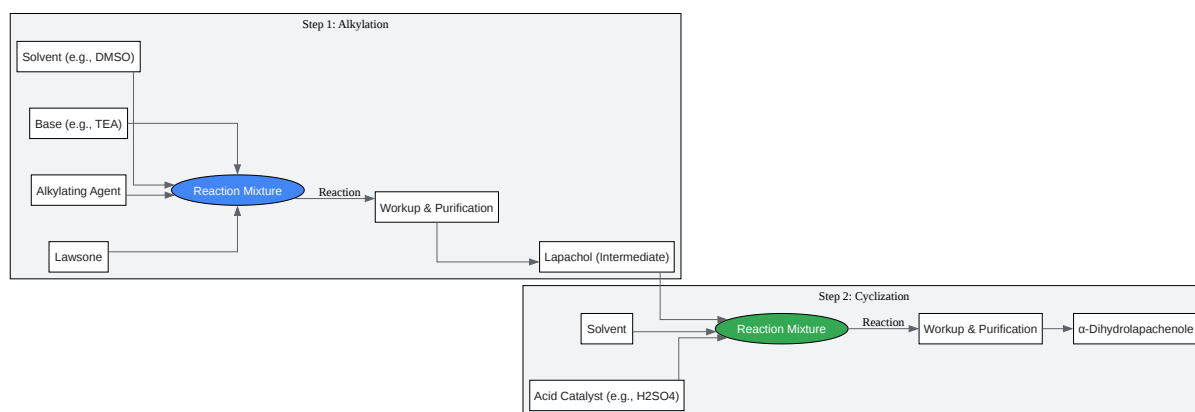 Step 1: Alkylation
Solvent (e.g., DMSO)
Base (e.g., TEA)
Alkylating Agent
Reaction Mixture
Reaction
Workup & Purification
Lawsone
Lapachol (Intermediate)
Step 2: Cyclization
Solvent
Reaction Mixture
Reaction
Workup & Purification
α-Dihydrolapachenole
Acid Catalyst (e.g., H2SO4)